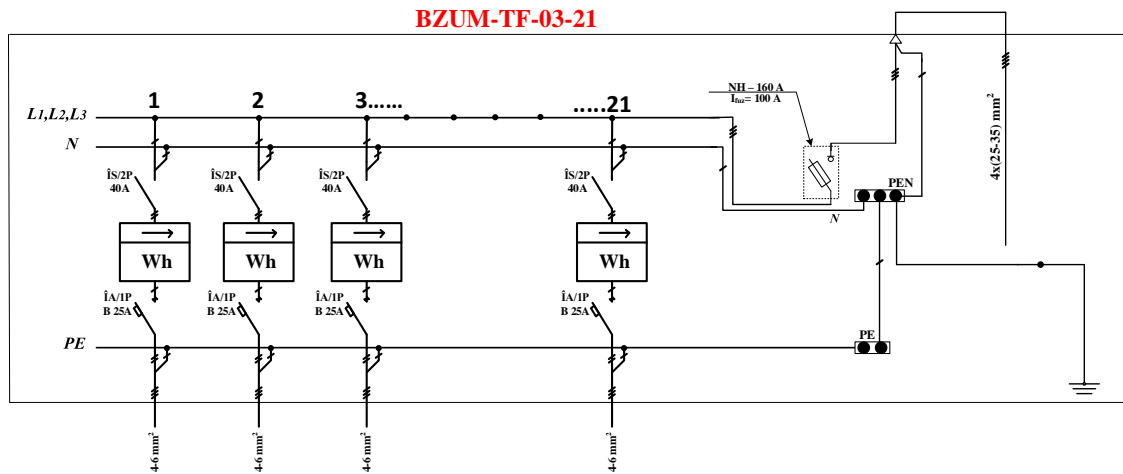 BZUM-TF-03-21
1
2
3......
.....21
L1,L2,L3
N
NH – 160 A
Ifuz= 100 A
4x(25-35) mm²
ÎS/2P
40A
ÎS/2P
40A
ÎS/2P
40A
ÎS/2P
40A
PEN
N
Wh
Wh
Wh
Wh
ÎA/1P
B 25A
ÎA/1P
B 25A
ÎA/1P
B 25A
ÎA/1P
B 25A
PE
PE
4-6 mm²
4-6 mm²
4-6 mm²
4-6 mm²